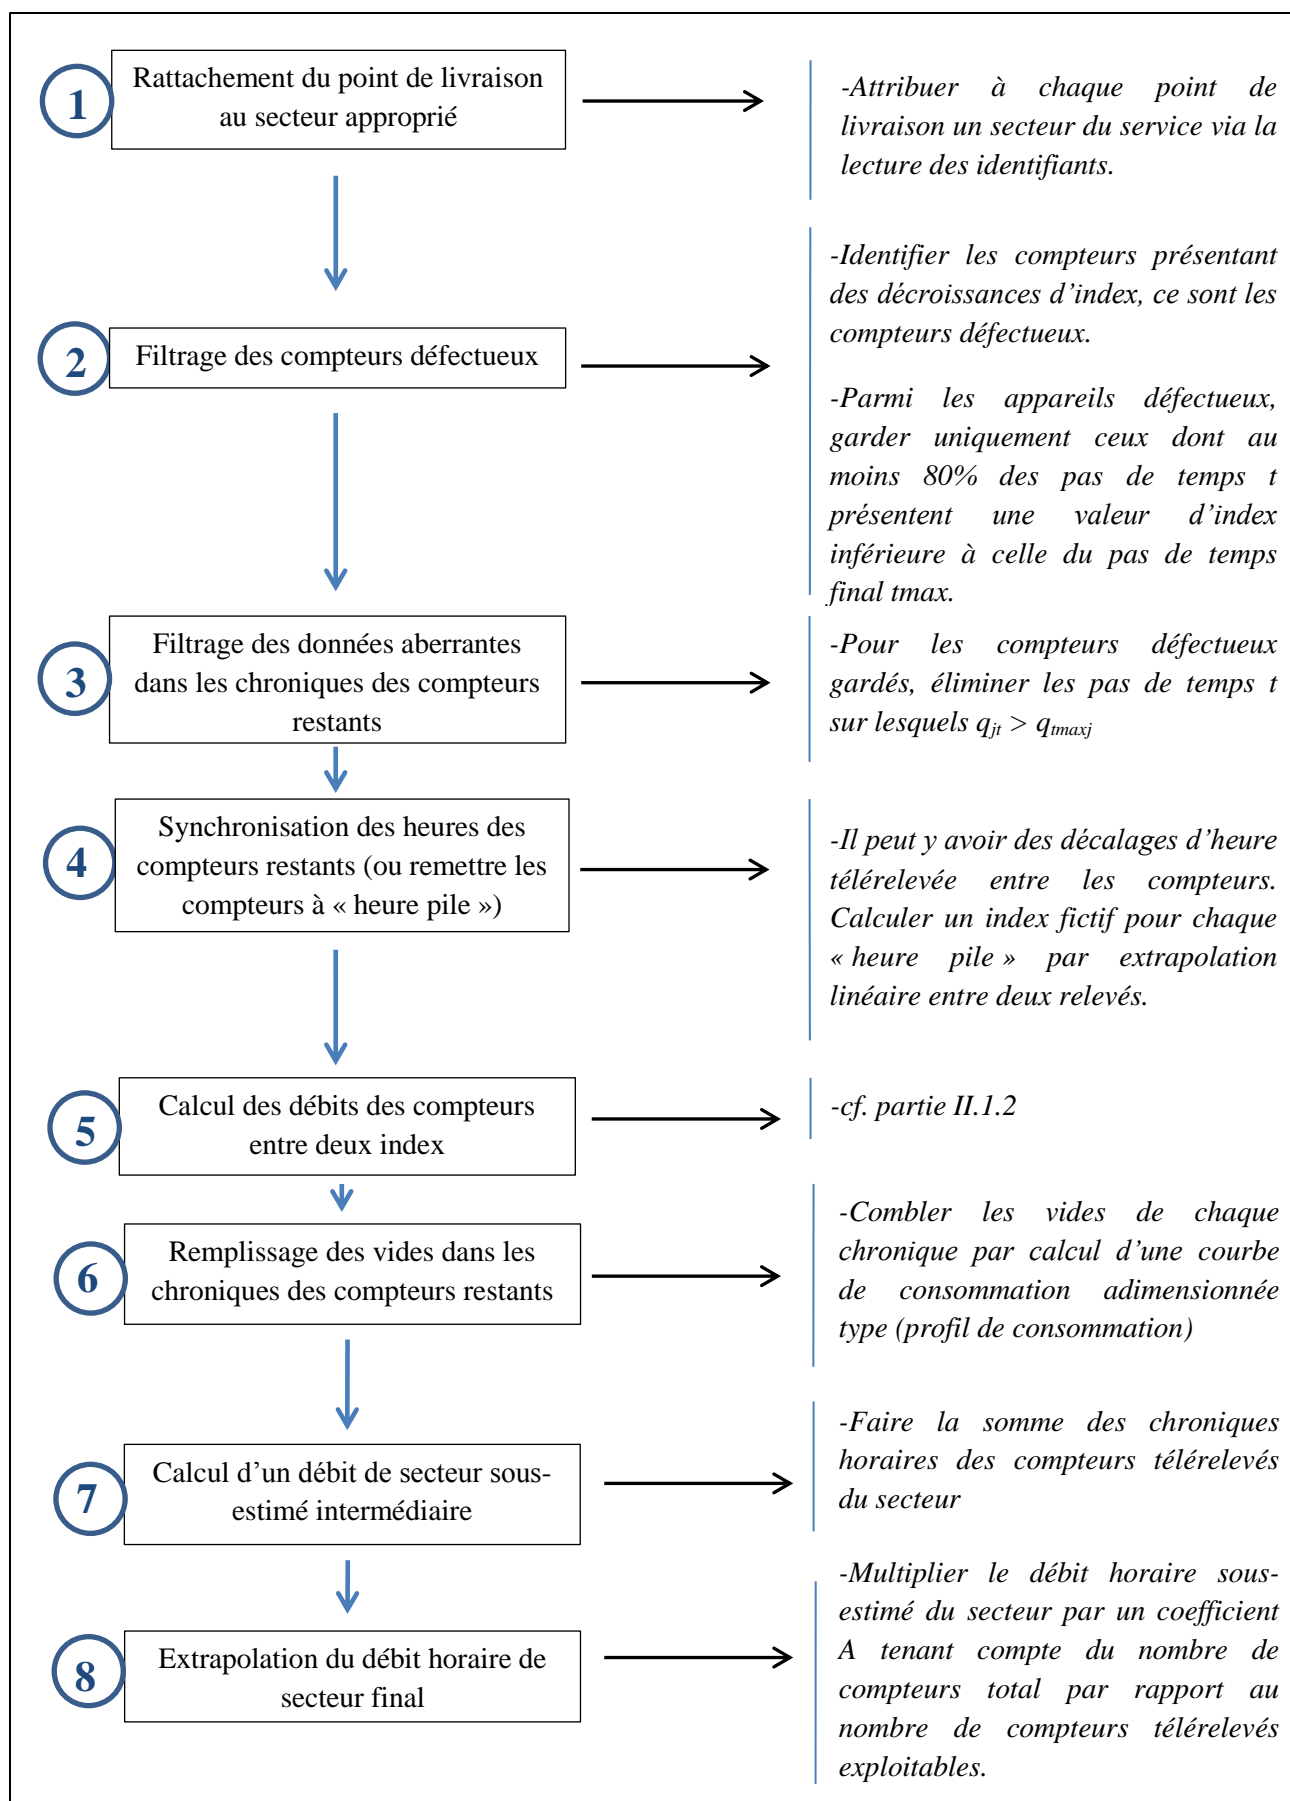 1
Rattachement du point de livraison
au secteur approprié
-Attribuer à chaque point de
livraison un secteur du service via la
lecture des identifiants.
2
Filtrage des compteurs défectueux
-Identifier les compteurs présentant
des décroissances d’index, ce sont les
compteurs défectueux.
-Parmi les appareils défectueux,
garder uniquement ceux dont au
moins 80% des pas de temps t
présentent une valeur d’index
inférieure à celle du pas de temps
final tmax.
3
Filtrage des données aberrantes
dans les chroniques des compteurs
restants
-Pour les compteurs défectueux
gardés, éliminer les pas de temps t
sur lesquels qjt > qtmaxj
4
Synchronisation des heures des
compteurs restants (ou remettre les
compteurs à « heure pile »)
-Il peut y avoir des décalages d’heure
télérelevée entre les compteurs.
Calculer un index fictif pour chaque
« heure pile » par extrapolation
linéaire entre deux relevés.
5
Calcul des débits des compteurs
entre deux index
-cf. partie II.1.2
6
Remplissage des vides dans les
chroniques des compteurs restants
-Combler les vides de chaque
chronique par calcul d’une courbe
de consommation adimensionnée
type (profil de consommation)
7
Calcul d’un débit de secteur sous-
estimé intermédiaire
-Faire la somme des chroniques
horaires des compteurs télérelevés
du secteur
8
Extrapolation du débit horaire de
secteur final
-Multiplier le débit horaire sous-
estimé du secteur par un coefficient
A tenant compte du nombre de
compteurs total par rapport au
nombre de compteurs télérelevés
exploitables.